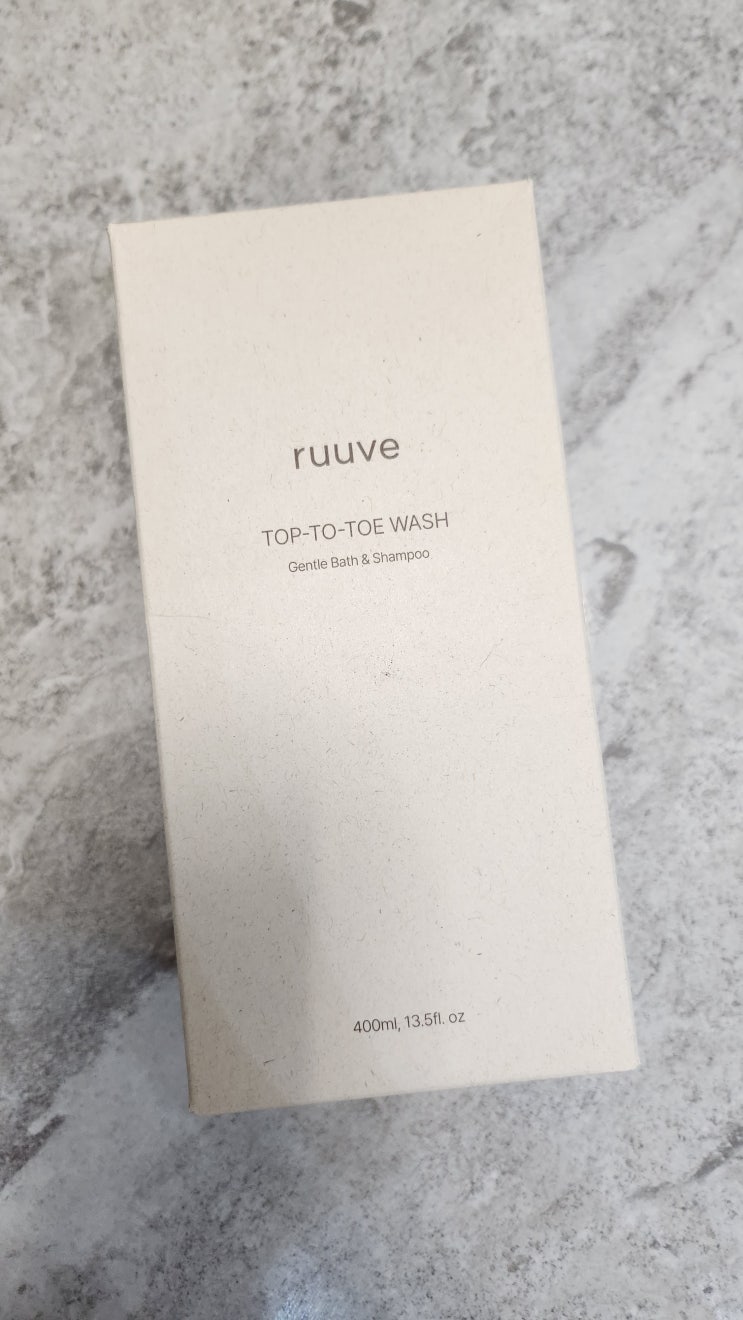 ruuve
TOP-TO-TOE WASH
Gentle Bath & Shampoo
400ml, 13.5fl. oz